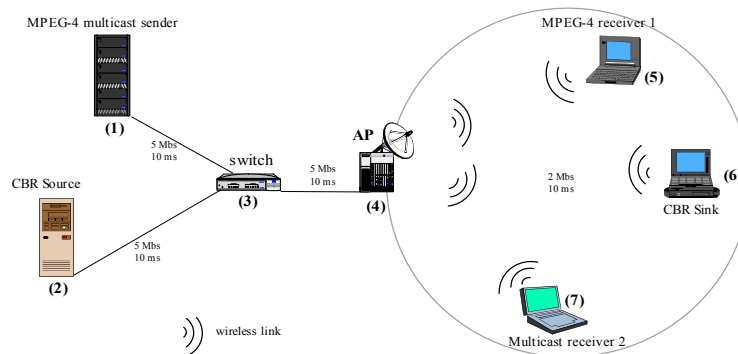 MPEG-4 multicast sender
(1)
5 Mbs
10 ms
CBR Source
(2)
5 Mbs
10 ms
switch
(3)
5 Mbs
10 ms
AP
(4)
MPEG-4 receiver 1
(5)
2 Mbs
10 ms
(6
CBR Sink
(7)
Multicast receiver 2
wireless link